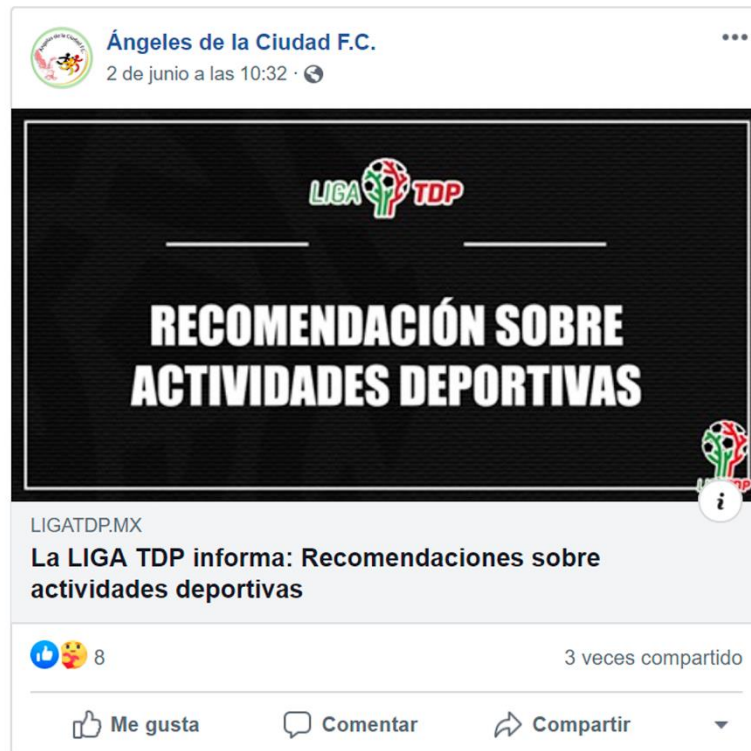 Ángeles de la Ciudad F.C.
2 de junio a las 10:32 ·
LIGA TDP
RECOMENDACIÓN SOBRE
ACTIVIDADES DEPORTIVAS
i
LIGATDP.MX
La LIGA TDP informa: Recomendaciones sobre
actividades deportivas
8
3 veces compartido
Me gusta
Comentar
Compartir